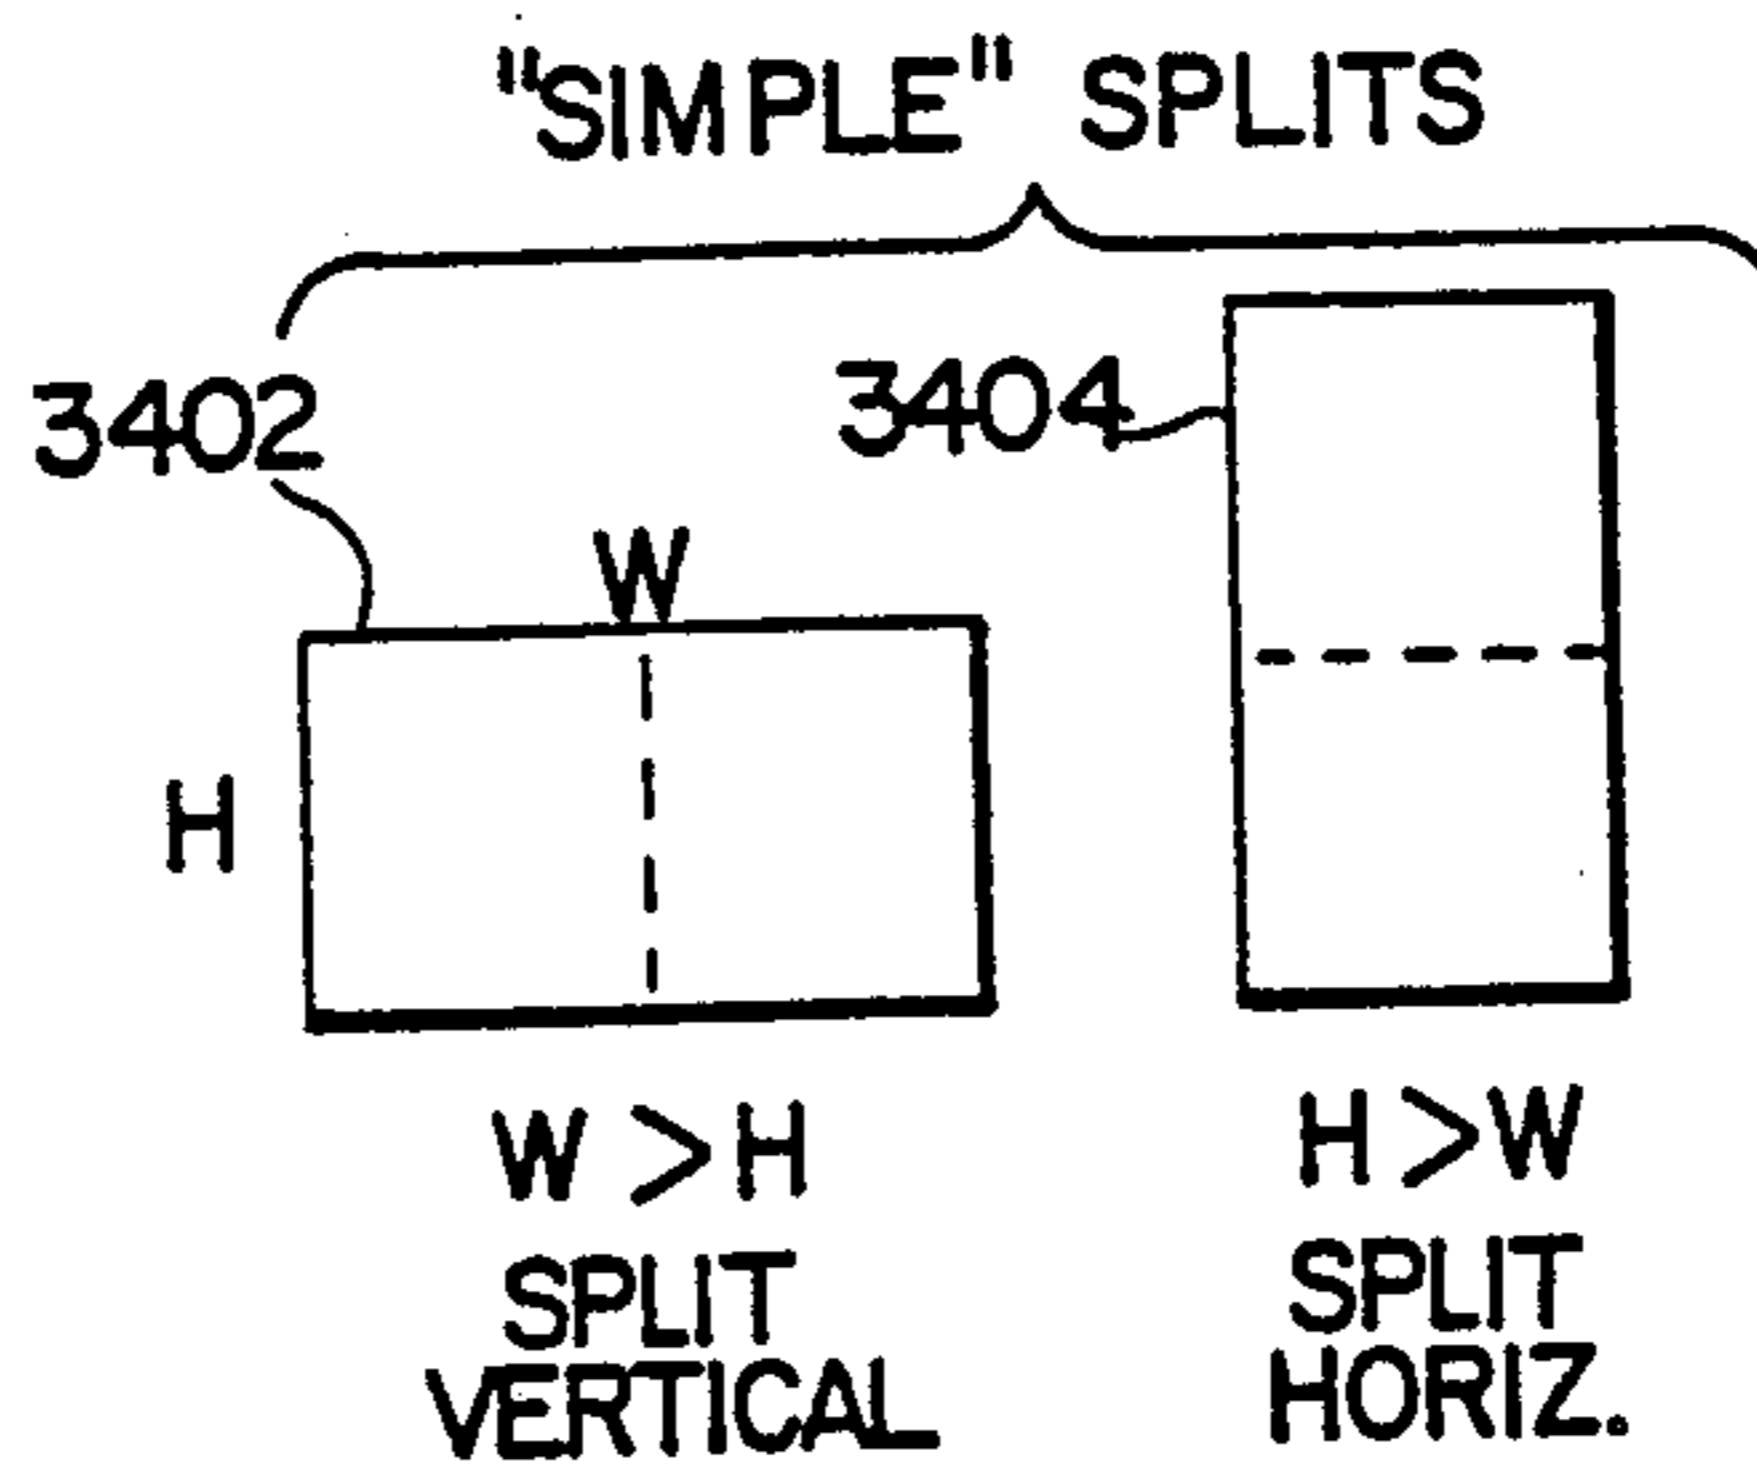 "SIMPLE" SPLITS
3402
3404
W
H
W > H
SPLIT
VERTICAL
H > W
SPLIT
HORIZ.